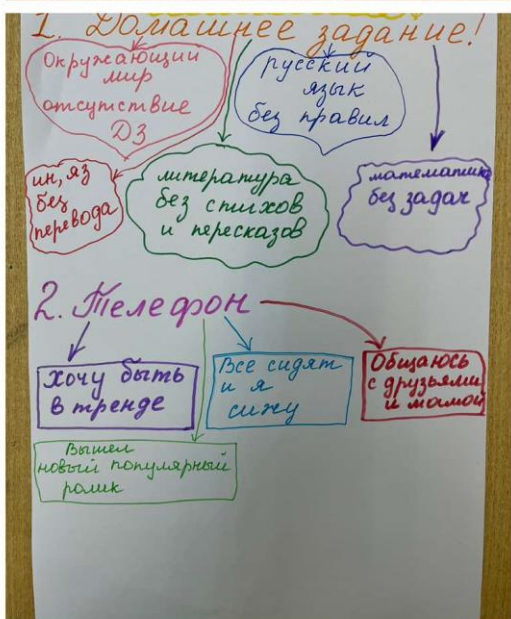 1. Домашнее задание!
Окружающий
мир
отсутствие
ДЗ
русский
язык
без правил
ин, яз
без
перевода
литература
без стихов
и пересказов
математика
без задач
2. Телефон
Хочу быть
в тренде
Все сидят
и я
сижу
Общаюсь
с друзьями
и мамой
Вышел
новый популярный
ролик